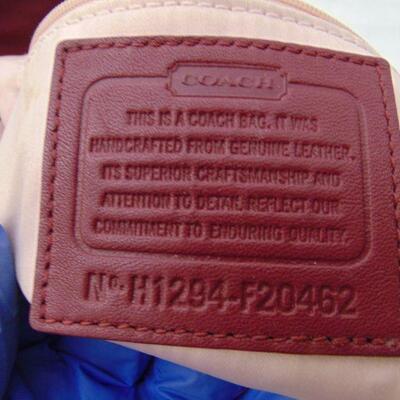 COACH
THIS IS A COACH BAG. IT WAS
HANDCRAFTED FROM GENUINE LEATHER.
ITS SUPERIOR CRAFTSMANSHIP AND
ATTENTION TO DETAIL REFLECT OUR
COMMITMENT TO ENDURING QUALITY.
Nº H1294-F20462